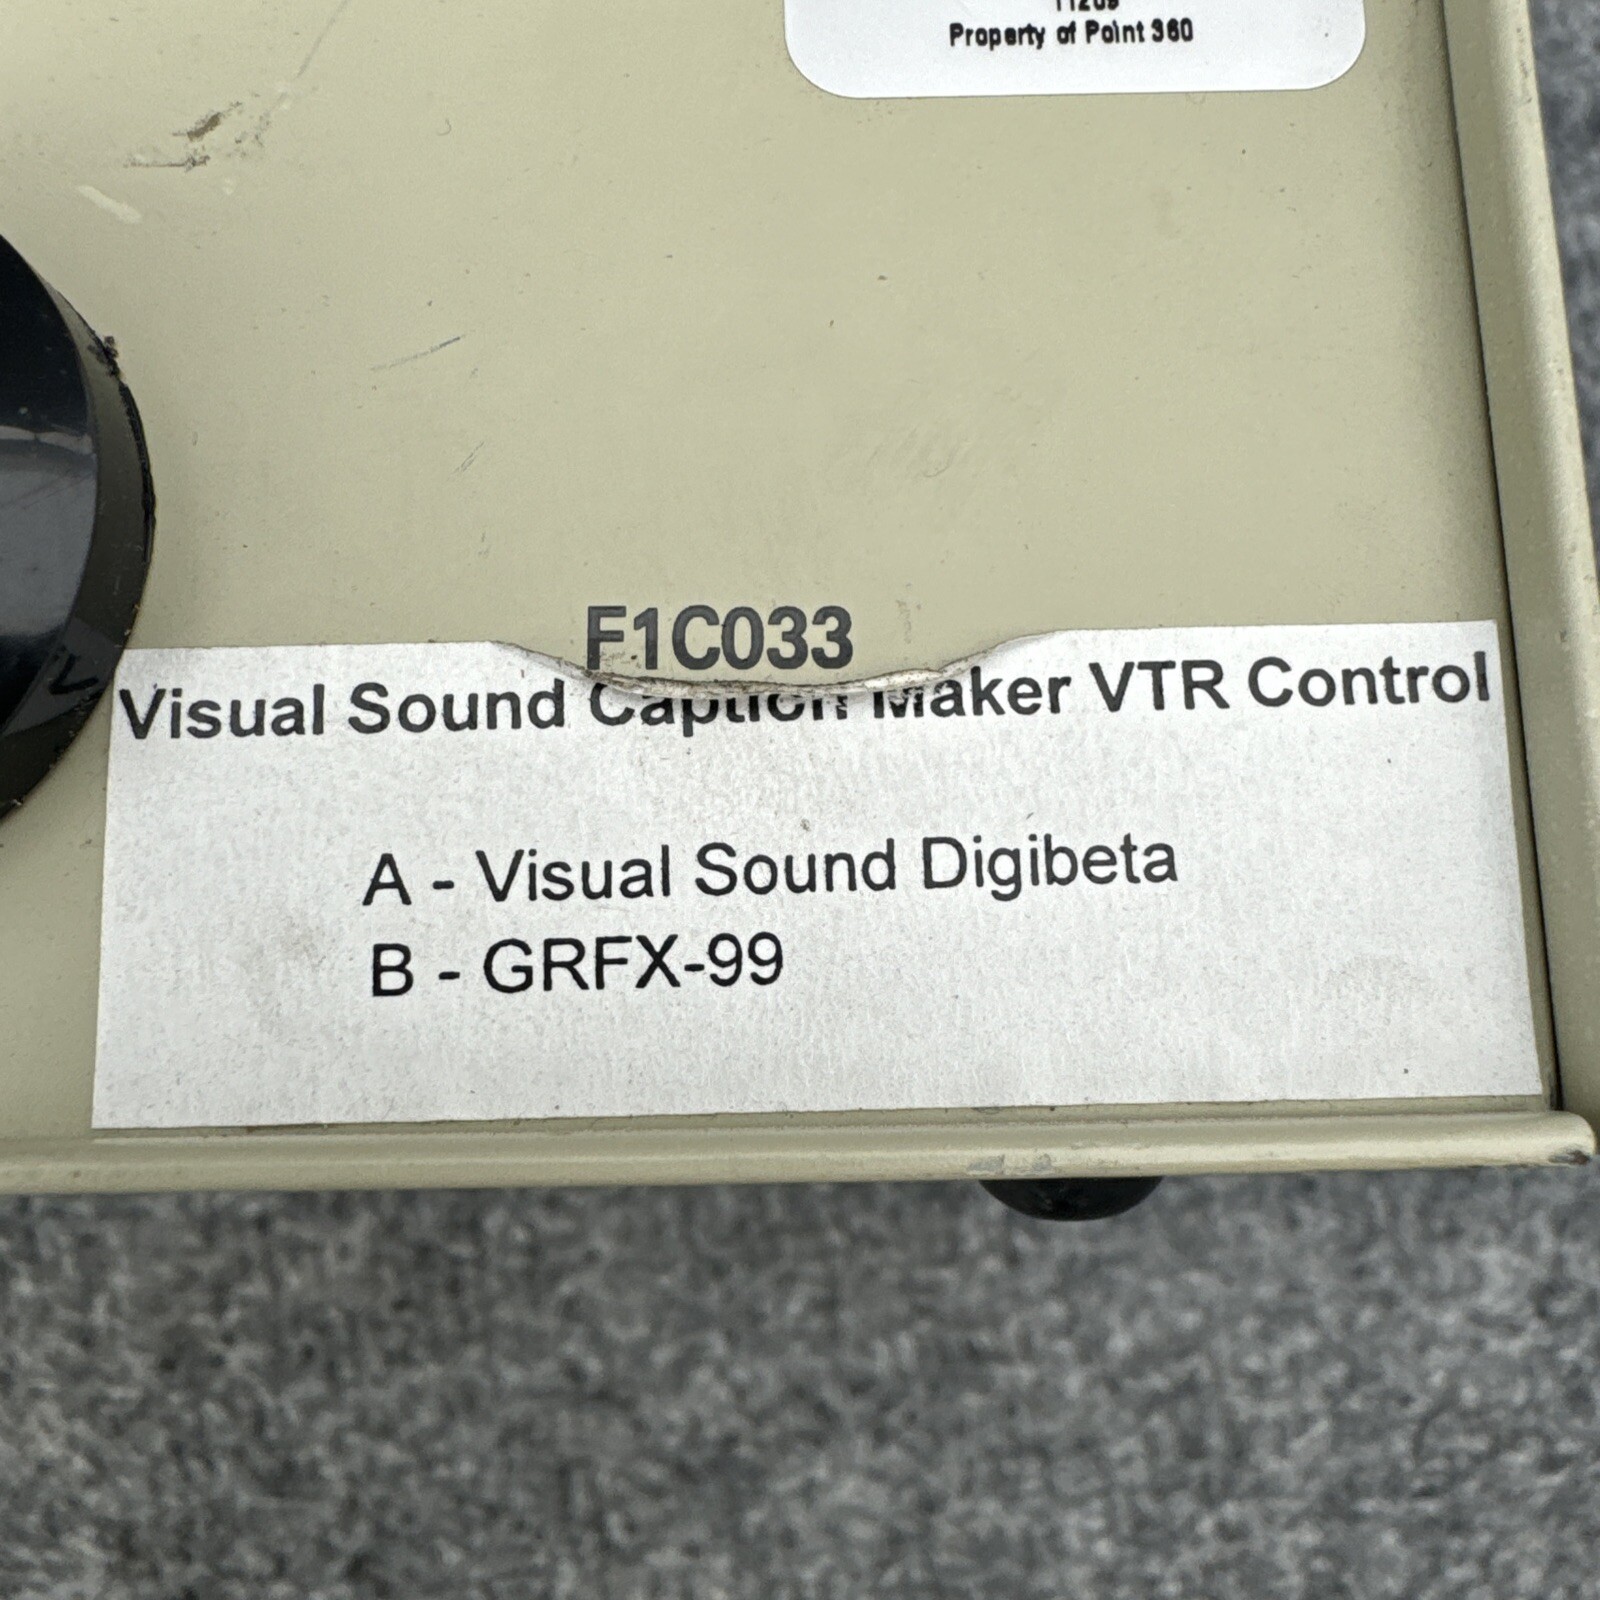 Property of Point 360
F1C033
Visual Sound Caption Maker VTR Control
A - Visual Sound Digibeta
B - GRFX-99